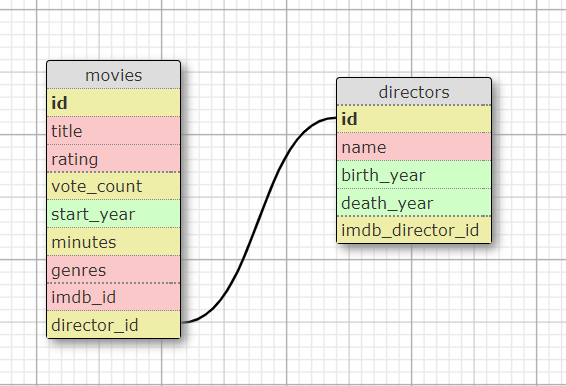 movies
id
title
rating
vote_count
start_year
minutes
genres
imdb_id
director_id
directors
id
name
birth_year
death_year
imdb_director_id